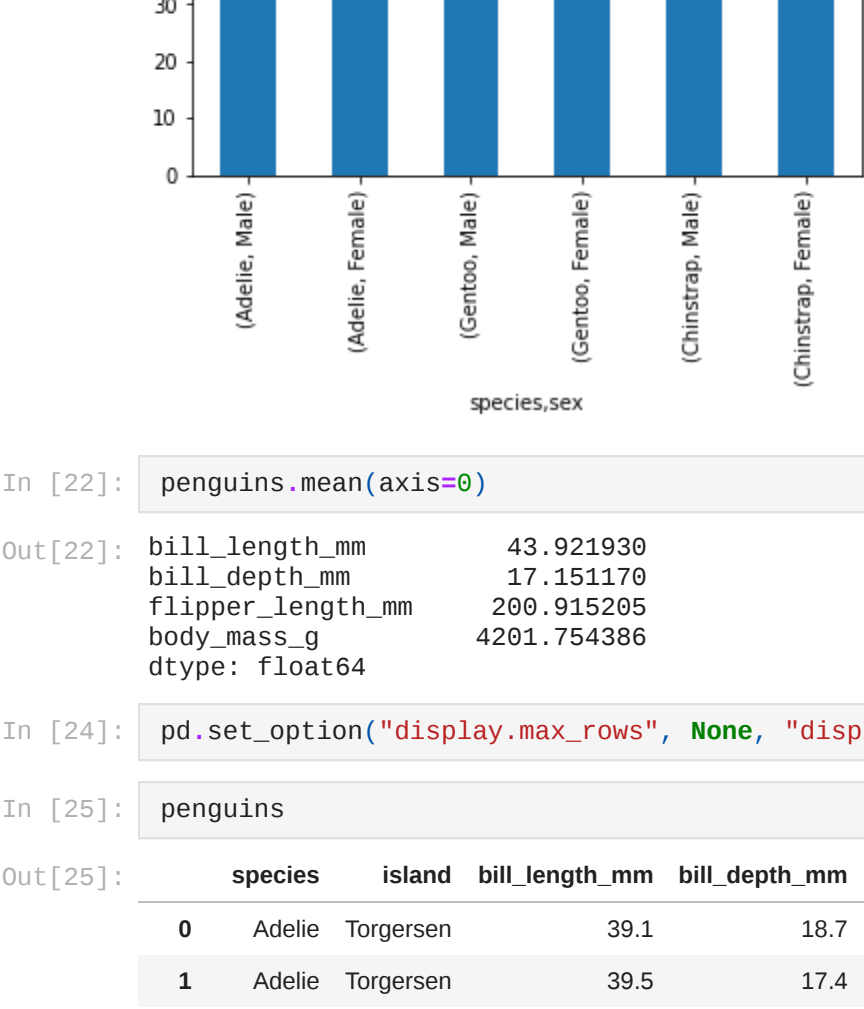 30
20
10
0
(Adelie, Male)
(Adelie, Female)
(Gentoo, Male)
(Gentoo, Female)
(Chinstrap, Male)
(Chinstrap, Female)
species,sex
In [22]: penguins.mean(axis=0)
Out[22]: bill_length_mm 43.921930
bill_depth_mm 17.151170
flipper_length_mm 200.915205
body_mass_g 4201.754386
dtype: float64
In [24]: pd.set_option("display.max_rows", None, "disp
In [25]: penguins
Out[25]: species island bill_length_mm bill_depth_mm
0 Adelie Torgersen 39.1 18.7
1 Adelie Torgersen 39.5 17.4